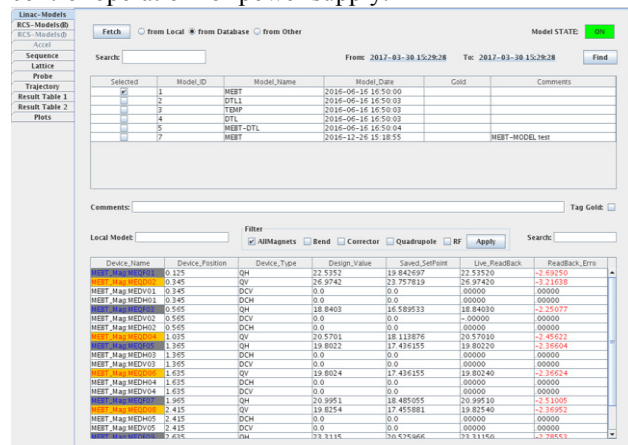 control operation of power supply.
Linac-Models
RCS-Models(B)
RCS-Models(I)
Accel
Sequence
Lattice
Probe
Trajectory
Result Table 1
Result Table 2
Plots
Fetch from Local from Database from Other Model STATE: ON
Search: From: 2017-03-30 15:29:28 To: 2017-03-30 15:29:28 Find
Selected Model_ID Model_Name Model_Date Gold Comments
1 MEBT 2016-06-16 16:50:00
2 DTL1 2016-06-16 16:50:03
3 TEMP 2016-06-16 16:50:03
4 DTL 2016-06-16 16:50:03
5 MEBT-DTL 2016-06-16 16:50:04
7 MEBT 2016-12-26 15:18:55 MEBT-MODEL test
Comments: Tag Gold:
Filter
Local Model: AllMagnets Bend Corrector Quadrupole RF Apply Search:
Device_Name Device_Position Device_Type Design_Value Saved_SetPoint Live_ReadBack ReadBack_Erro
MEBT_Mag:MEQF01 0.125 QH 22.5352 19.842697 22.53520 -2.69250
MEBT_Mag:MEQD02 0.345 QV 26.9742 23.757819 26.97420 -3.21638
MEBT_Mag:MEDV01 0.345 DCV 0.0 0.0 .00000 .00000
MEBT_Mag:MEDH01 0.345 DCH 0.0 0.0 .00000 .00000
MEBT_Mag:MEQF03 0.565 QH 18.8403 16.589533 18.84030 -2.25077
MEBT_Mag:MEDV02 0.565 DCV 0.0 0.0 -.00000 .00000
MEBT_Mag:MEDH02 0.565 DCH 0.0 0.0 .00000 .00000
MEBT_Mag:MEQD04 1.035 QV 20.5701 18.113876 20.57010 -2.45622
MEBT_Mag:MEQF05 1.365 QH 19.8022 17.436155 19.80220 -2.36604
MEBT_Mag:MEDH03 1.365 DCH 0.0 0.0 .00000 .00000
MEBT_Mag:MEDV03 1.365 DCV 0.0 0.0 .00000 .00000
MEBT_Mag:MEQD06 1.635 QV 19.8024 17.436155 19.80240 -2.36624
MEBT_Mag:MEDH04 1.635 DCH 0.0 0.0 .00000 .00000
MEBT_Mag:MEDV04 1.635 DCV 0.0 0.0 .00000 .00000
MEBT_Mag:MEQF07 1.965 QH 20.9951 18.485055 20.99510 -2.51005
MEBT_Mag:MEQD08 2.415 QV 19.8254 17.455881 19.82540 -2.36952
MEBT_Mag:MEDH05 2.415 DCH 0.0 0.0 .00000 .00000
MEBT_Mag:MEDV05 2.415 DCV 0.0 0.0 .00000 .00000
MEBT_Mag:MEQF09 2.635 QH 23.3115 20.525966 23.31150 -2.78553